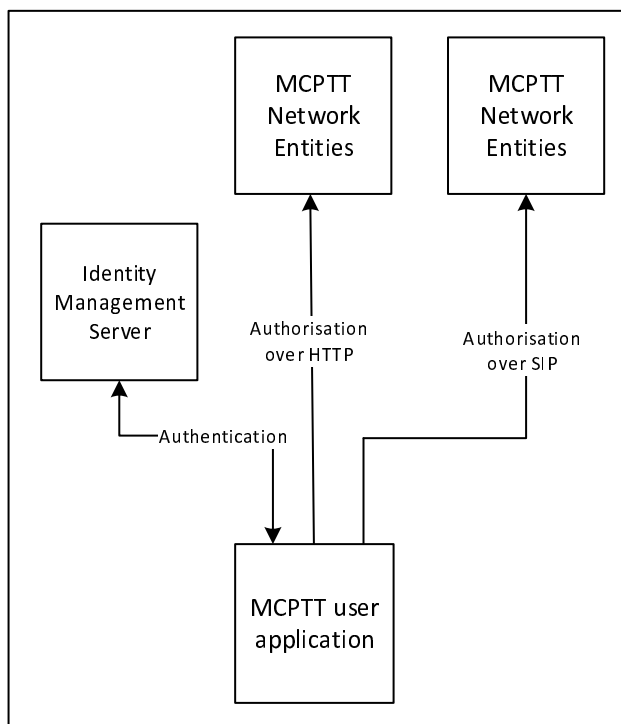 MCPTT
Network
Entities
MCPTT
Network
Entities
Identity
Management
Server
Authorisation
over HTTP
Authorisation
over SIP
Authentication
MCPTT user
application